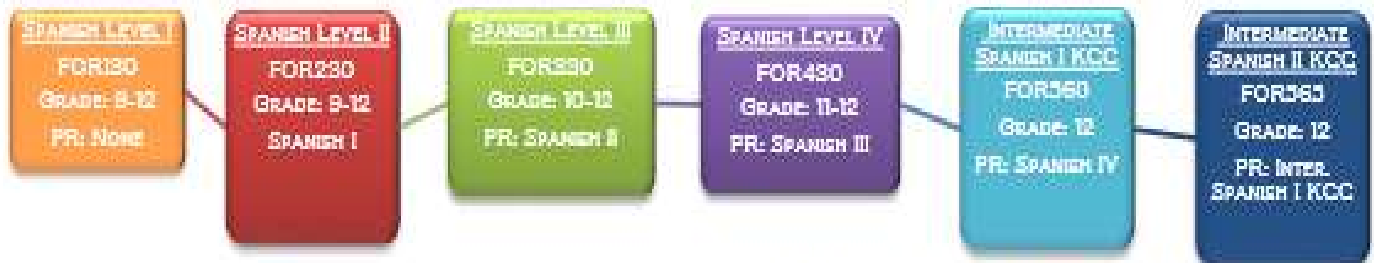 Spanish Level I
FOR130
Grade: 9-12
PR: None
Spanish Level II
FOR230
Grade: 9-12
Spanish I
Spanish Level III
FOR330
Grade: 10-12
PR: Spanish II
Spanish Level IV
FOR430
Grade: 11-12
PR: Spanish III
Intermediate
Spanish I KCC
FOR360
Grade: 12
PR: Spanish IV
Intermediate
Spanish II KCC
FOR363
Grade: 12
PR: Inter.
Spanish I KCC